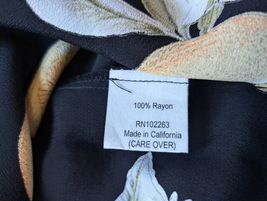 100% Rayon
RN102263
Made in California
(CARE OVER)